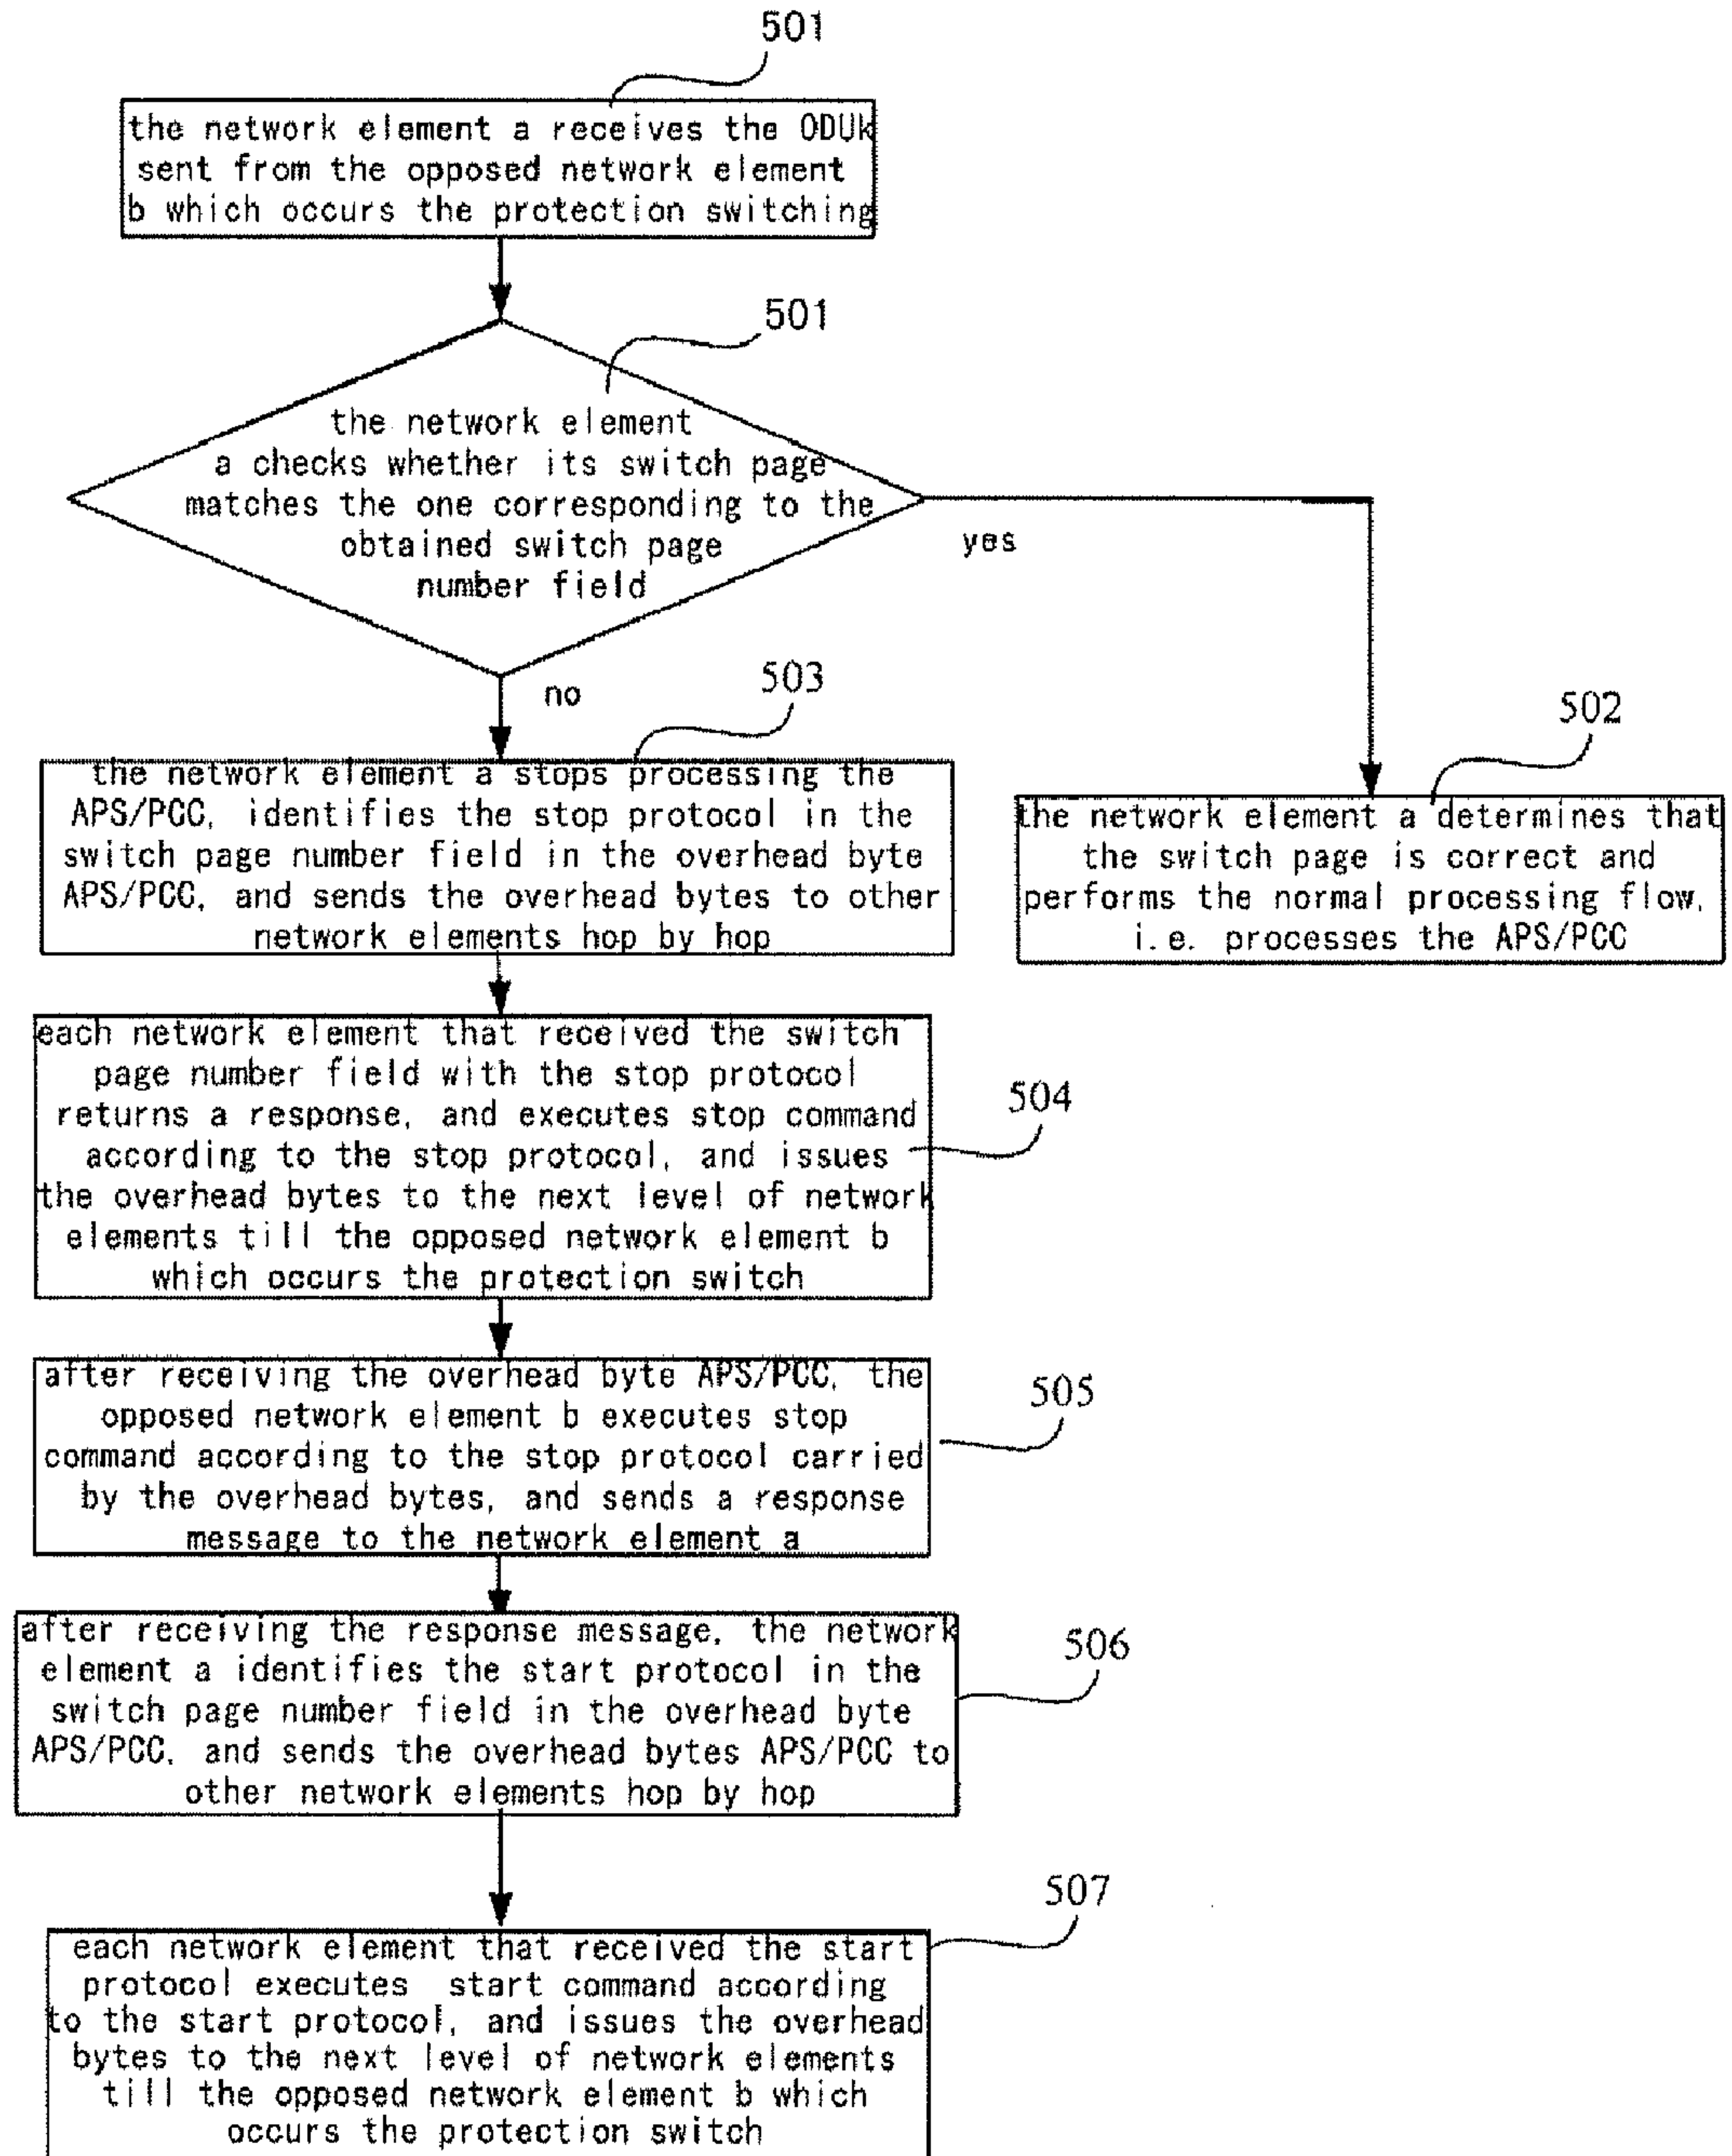 501
the network element a receives the ODUk
sent from the opposed network element
b which occurs the protection switching
501
the network element
a checks whether its switch page
matches the one corresponding to the
obtained switch page
number field
yes
no
503
502
the network element a stops processing the
APS/PCC, identifies the stop protocol in the
switch page number field in the overhead byte
APS/PCC, and sends the overhead bytes to other
network elements hop by hop
the network element a determines that
the switch page is correct and
performs the normal processing flow,
i.e. processes the APS/PCC
each network element that received the switch
page number field with the stop protocol
returns a response, and executes stop command
according to the stop protocol, and issues
the overhead bytes to the next level of network
elements till the opposed network element b
which occurs the protection switch
504
after receiving the overhead byte APS/PCC, the
opposed network element b executes stop
command according to the stop protocol carried
by the overhead bytes, and sends a response
message to the network element a
505
after receiving the response message, the network
element a identifies the start protocol in the
switch page number field in the overhead byte
APS/PCC, and sends the overhead bytes APS/PCC to
other network elements hop by hop
506
507
each network element that received the start
protocol executes start command according
to the start protocol, and issues the overhead
bytes to the next level of network elements
till the opposed network element b which
occurs the protection switch